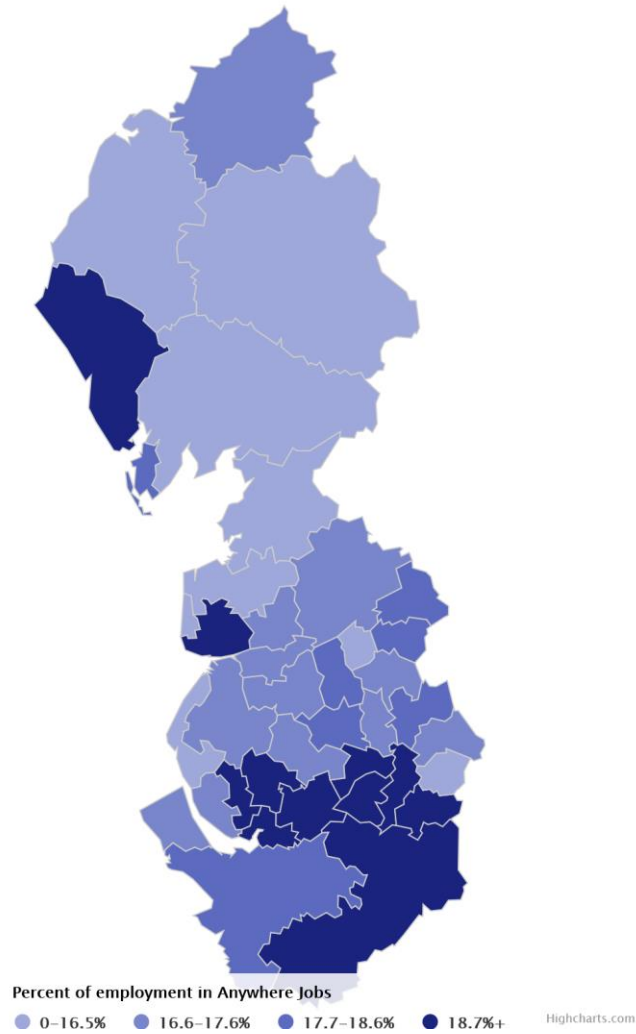 Percent of employment in Anywhere Jobs
0–16.5% 16.6–17.6% 17.7–18.6% 18.7%+
Highcharts.com